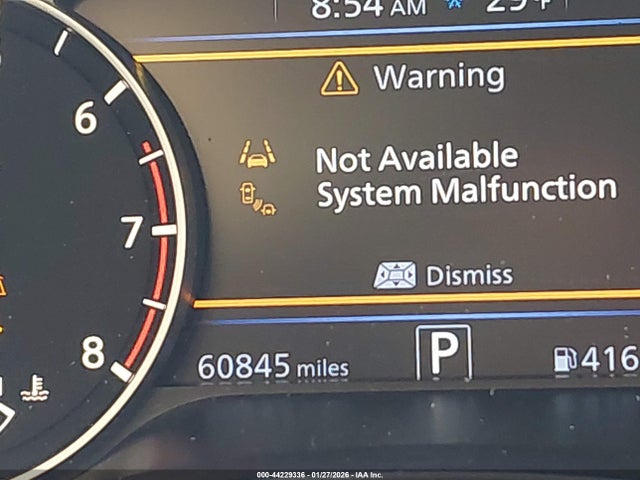 8:54 AM 29°F
Warning
6
Not Available
System Malfunction
7
Dismiss
8
60845 miles
P
416
000-44229336 - 01/27/2026 - IAA Inc.